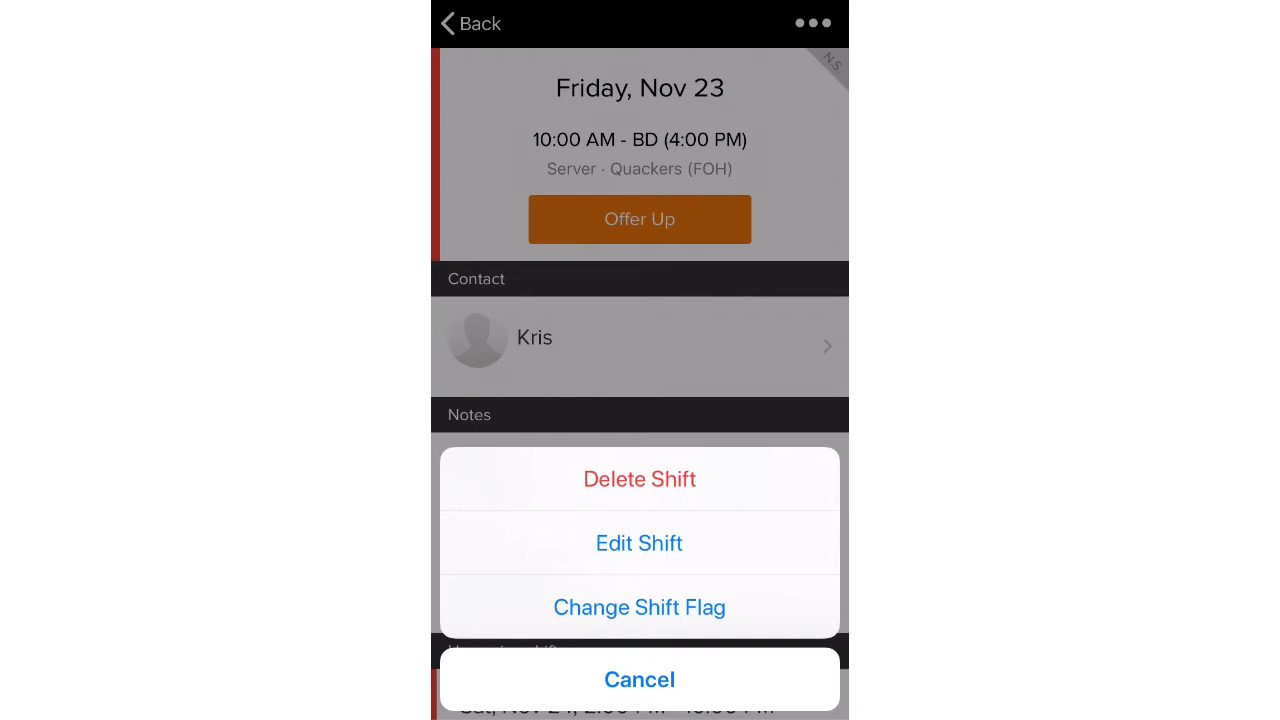 Back
N.S.
Friday, Nov 23
10:00 AM - BD (4:00 PM)
Server · Quackers (FOH)
Offer Up
Contact
Kris
Notes
Delete Shift
Edit Shift
Change Shift Flag
Cancel